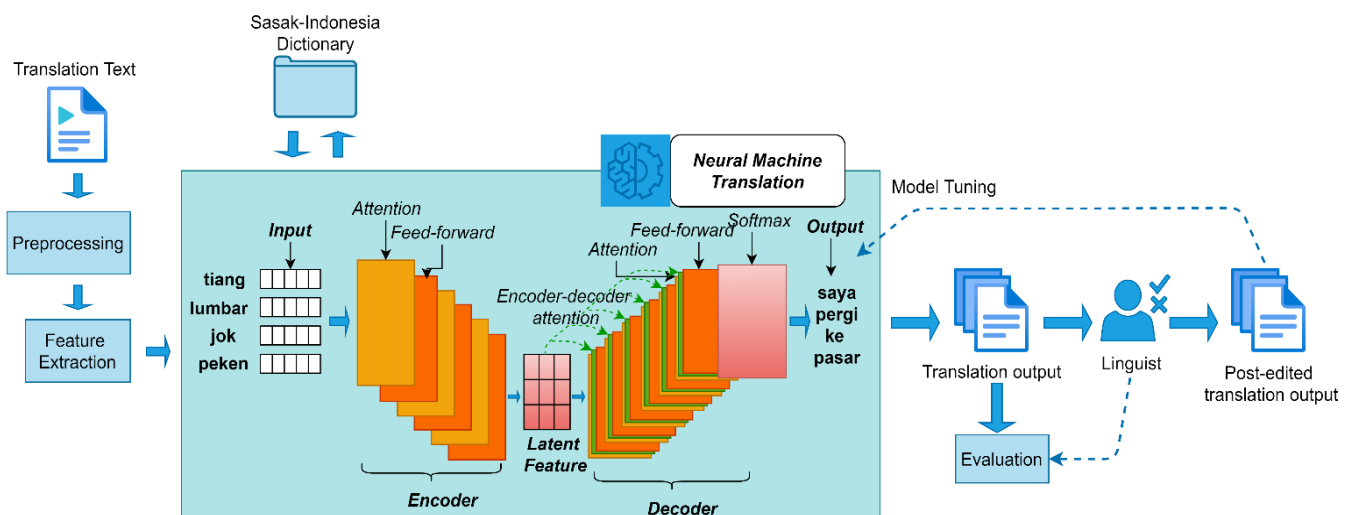 Sasak-Indonesia
Dictionary
Translation Text
Preprocessing
Feature
Extraction
Neural Machine
Translation
Input
tiang
lumbar
jok
peken
Attention
Feed-forward
Encoder
Latent
Feature
Encoder-decoder
attention
Attention
Feed-forward
Softmax
Decoder
Output
saya
pergi
ke
pasar
Model Tuning
Translation output
Linguist
Post-edited
translation output
Evaluation